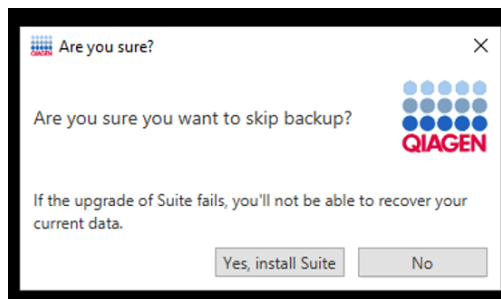 Are you sure?
Are you sure you want to skip backup?
QIAGEN
If the upgrade of Suite fails, you'll not be able to recover your
current data.
Yes, install Suite
No